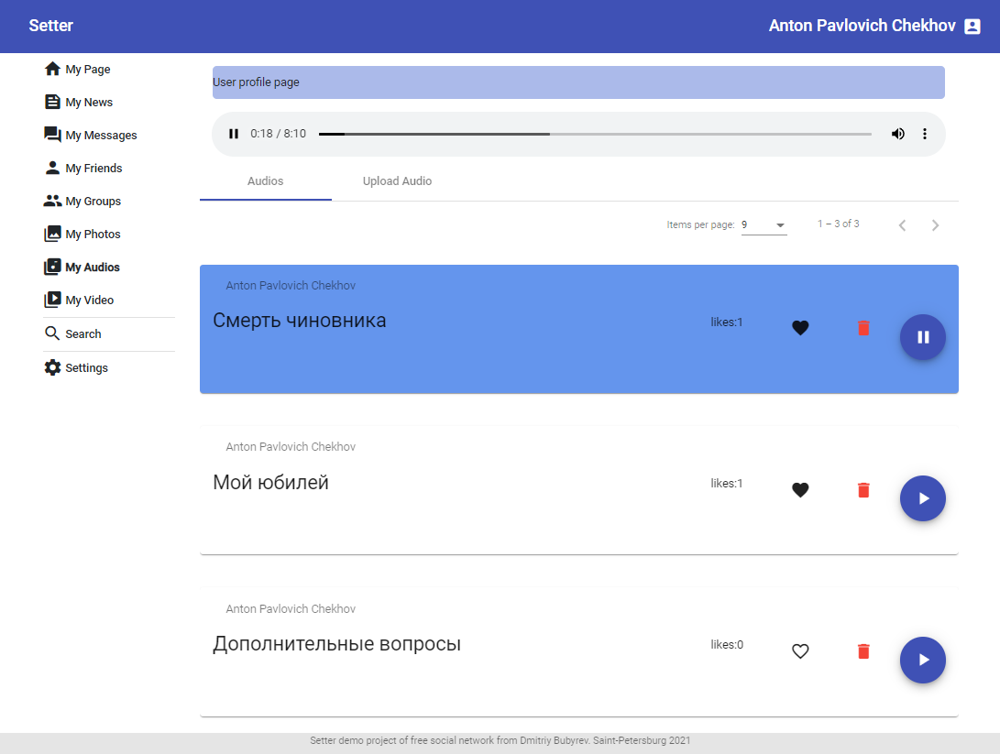 Setter
Anton Pavlovich Chekhov
My Page
My News
My Messages
My Friends
My Groups
My Photos
My Audios
My Video
Search
Settings
User profile page
0:18 / 8:10
Audios Upload Audio
Items per page: 9 1 – 3 of 3
Anton Pavlovich Chekhov
Смерть чиновника likes:1
Anton Pavlovich Chekhov
Мой юбилей likes:1
Anton Pavlovich Chekhov
Дополнительные вопросы likes:0
Setter demo project of free social network from Dmitriy Bubyrev. Saint-Petersburg 2021